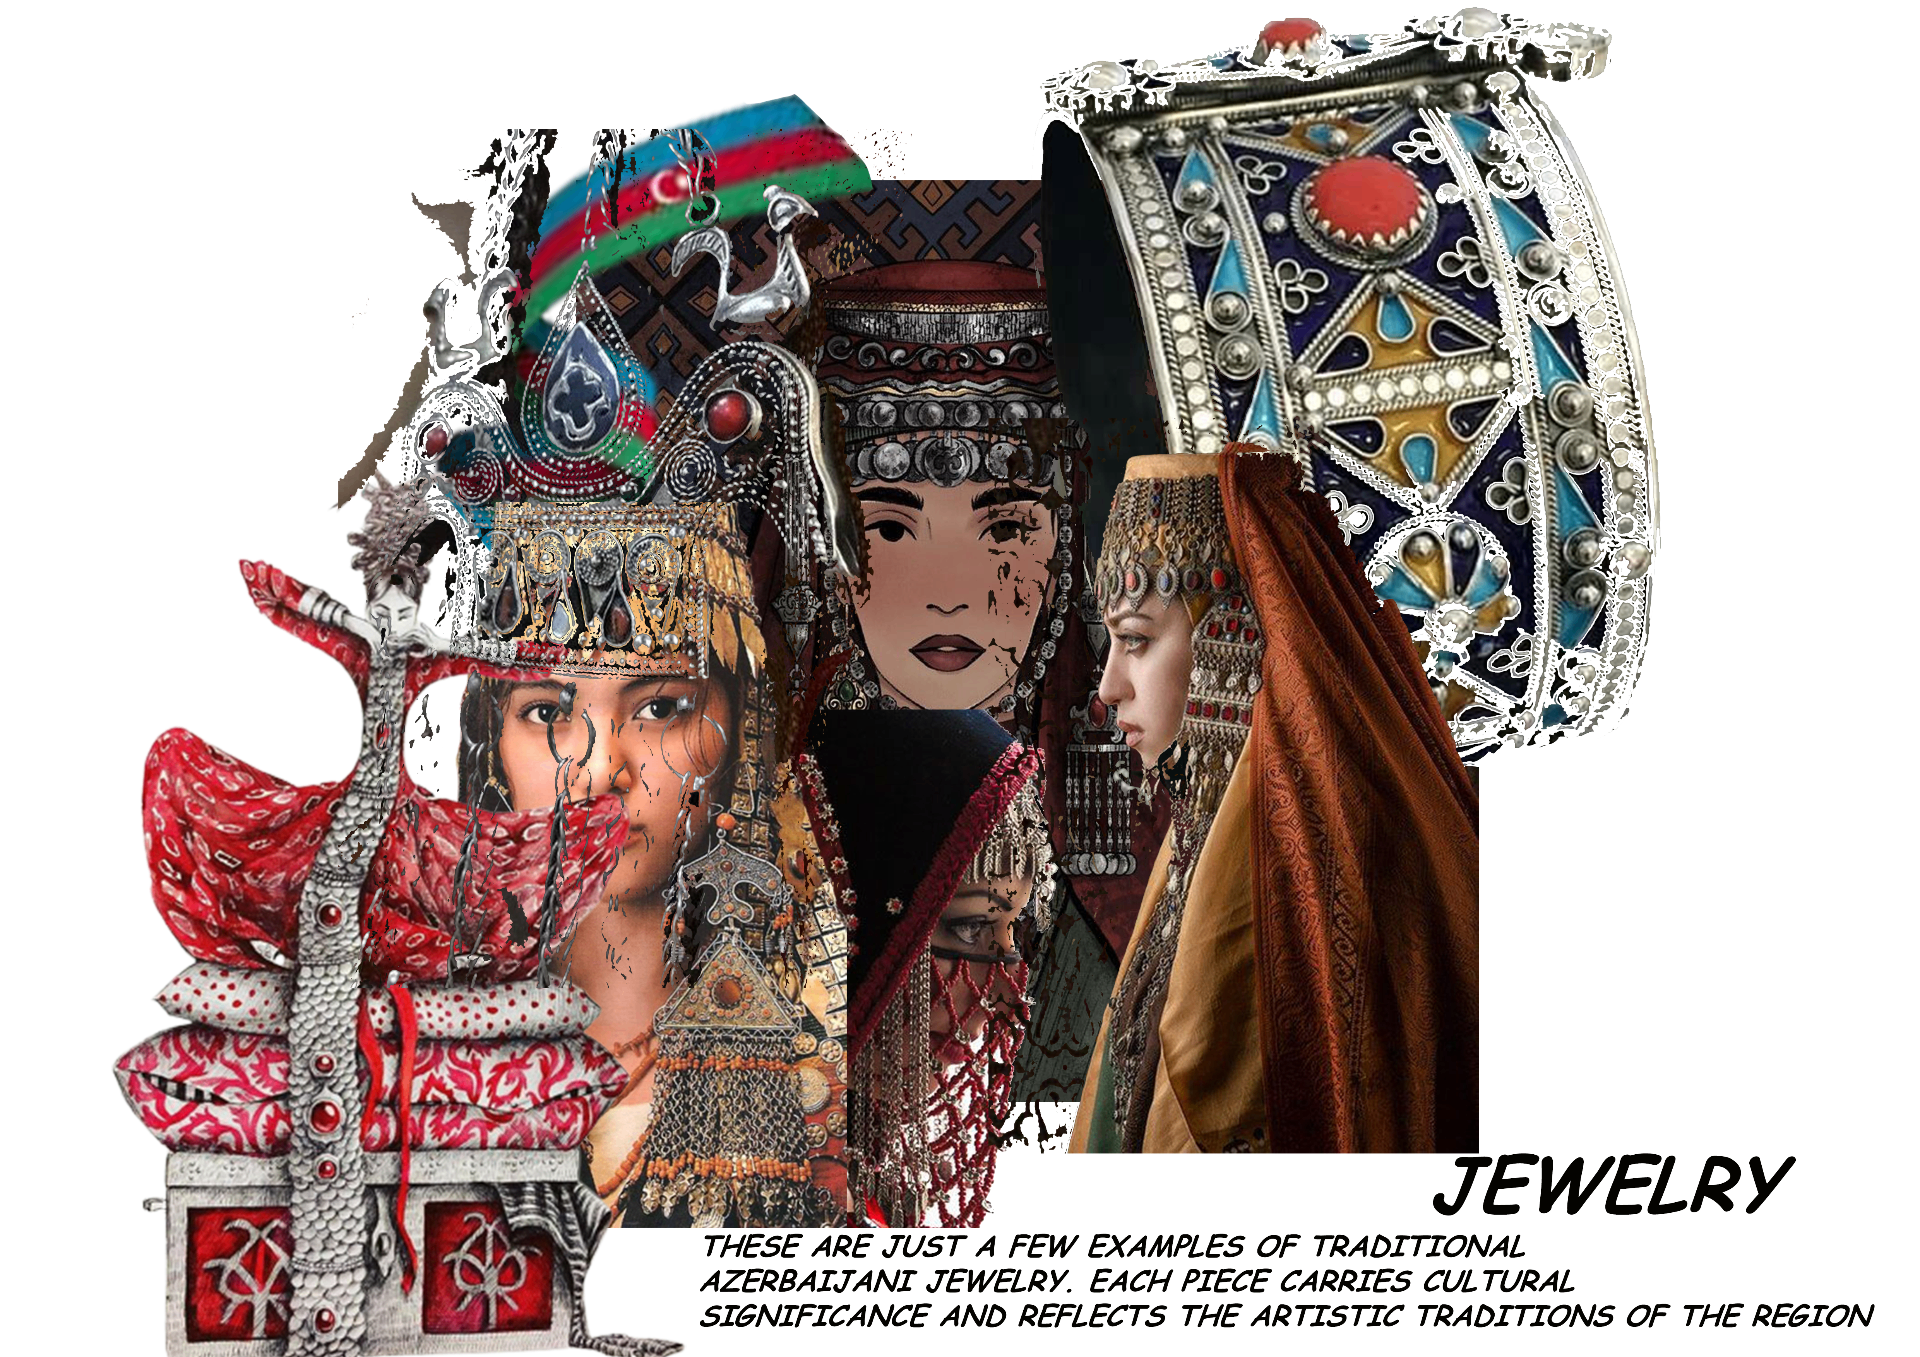 JEWELRY
THESE ARE JUST A FEW EXAMPLES OF TRADITIONAL
AZERBAIJANI JEWELRY. EACH PIECE CARRIES CULTURAL
SIGNIFICANCE AND REFLECTS THE ARTISTIC TRADITIONS OF THE REGION